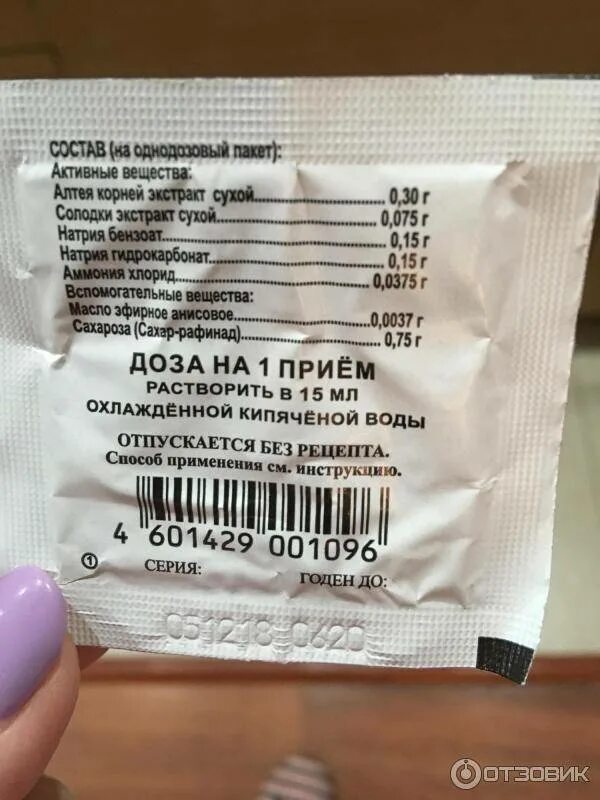 СОСТАВ (на однодозовый пакет):
Активные вещества:
Алтея корней экстракт сухой........................ 0,30 г
Солодки экстракт сухой........................ 0,075 г
Натрия бензоат........................ 0,15 г
Натрия гидрокарбонат........................ 0,15 г
Аммония хлорид........................ 0,0375 г
Вспомогательные вещества:
Масло эфирное анисовое........................0,0037 г
Сахароза (Сахар-рафинад)........................ 0,75 г
ДОЗА НА 1 ПРИЁМ
РАСТВОРИТЬ В 15 МЛ
ОХЛАЖДЁННОЙ КИПЯЧЁНОЙ ВОДЫ
ОТПУСКАЕТСЯ БЕЗ РЕЦЕПТА.
Способ применения см. инструкцию.
4 601429 001096
1 СЕРИЯ: ГОДЕН ДО:
051218 0620
ОТЗОВИК